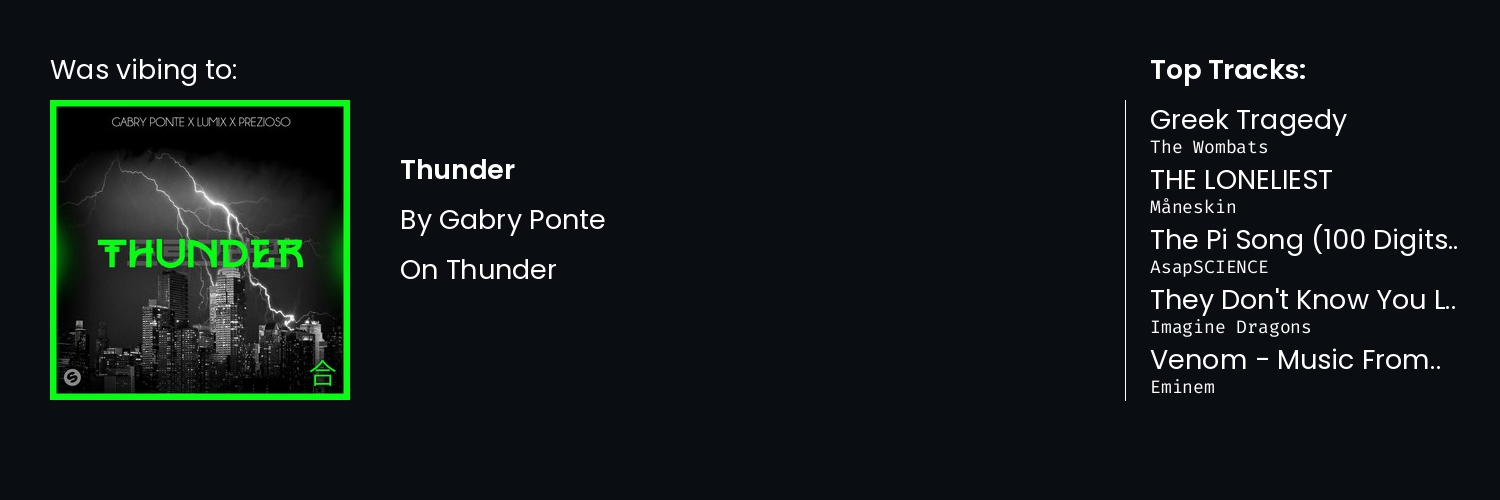 Was vibing to:
GABRY PONTE X LUMIX X PREZIOSO
THUNDER
合
Thunder
By Gabry Ponte
On Thunder
Top Tracks:
Greek Tragedy
The Wombats
THE LONELIEST
Måneskin
The Pi Song (100 Digits..
AsapSCIENCE
They Don't Know You L..
Imagine Dragons
Venom - Music From..
Eminem